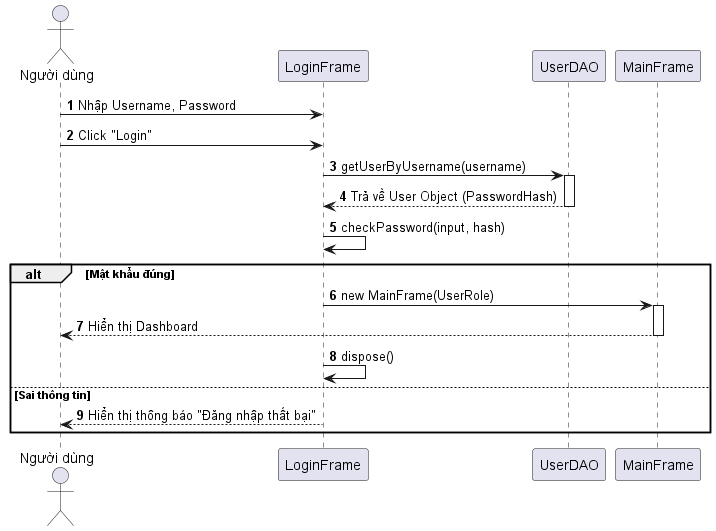 Người dùng
LoginFrame
UserDAO
MainFrame
1 Nhập Username, Password
2 Click "Login"
3 getUserByUsername(username)
4 Trả về User Object (PasswordHash)
5 checkPassword(input, hash)
alt [Mật khẩu đúng]
6 new MainFrame(UserRole)
7 Hiển thị Dashboard
8 dispose()
[Sai thông tin]
9 Hiển thị thông báo "Đăng nhập thất bại"
Người dùng
LoginFrame
UserDAO
MainFrame